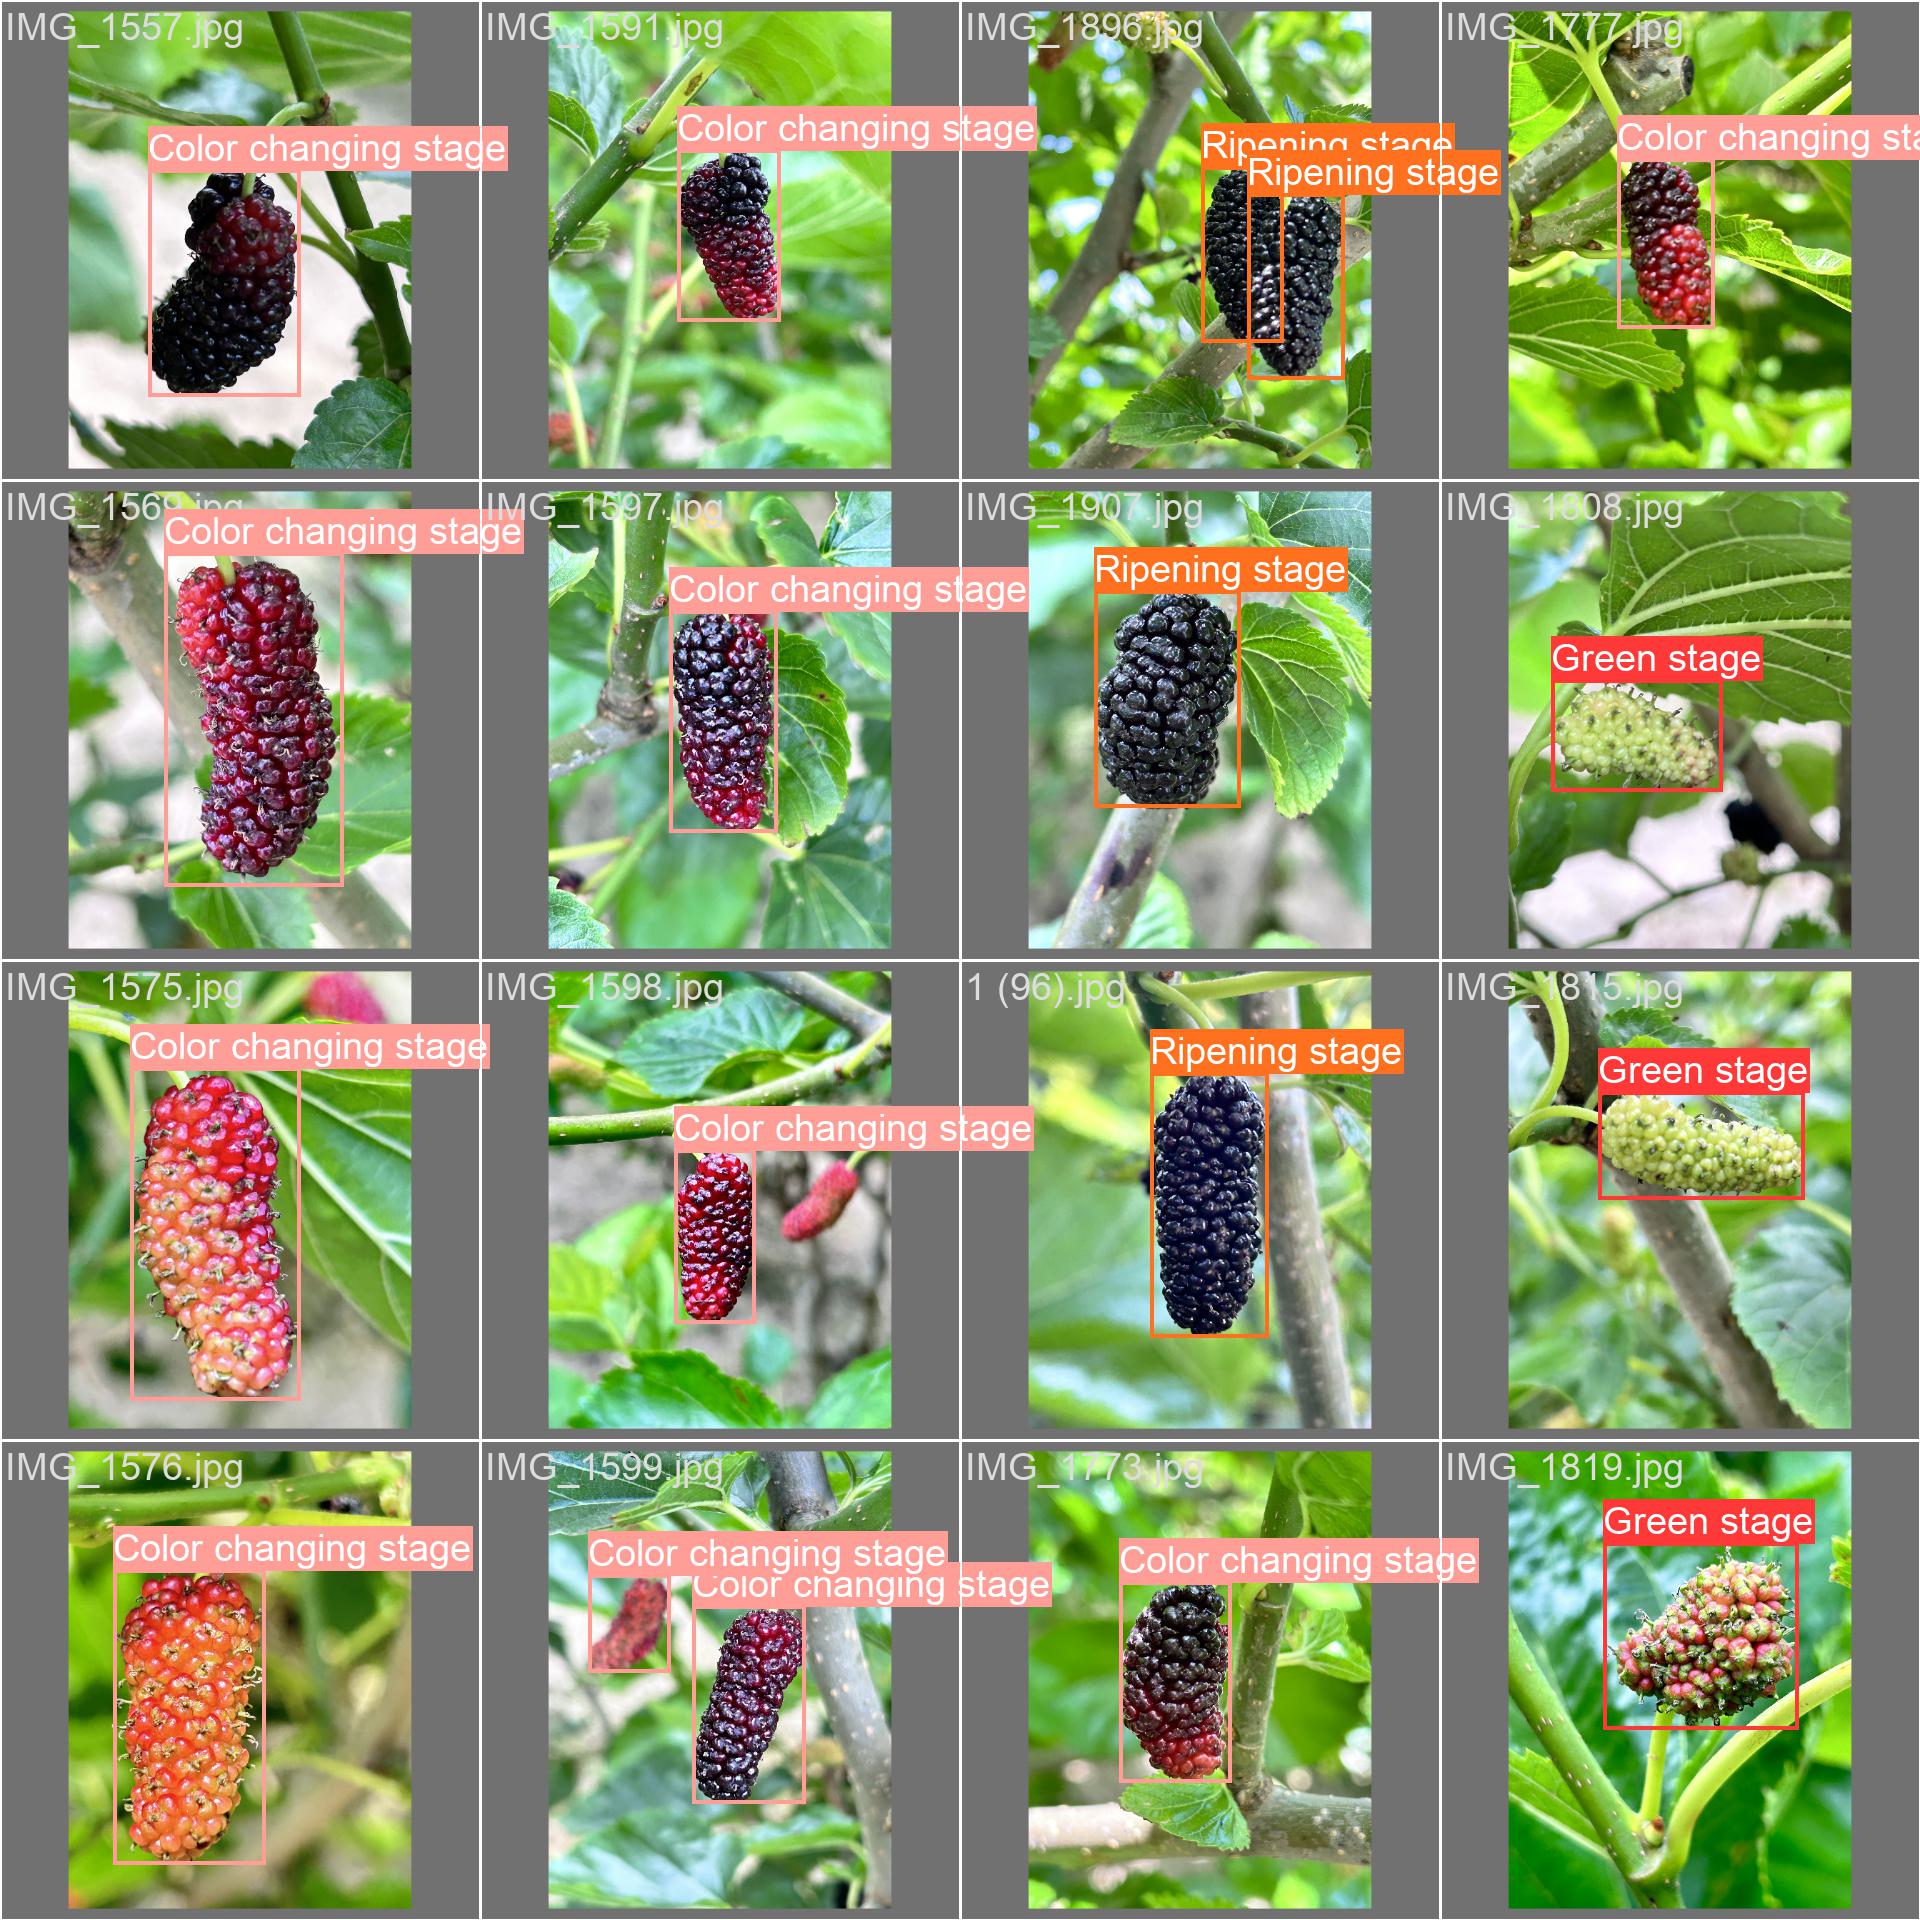 IMG_1557.jpg
Color changing stage
IMG_1591.jpg
Color changing stage
IMG_1896.jpg
Ripening stage
Ripening stage
IMG_1777.jpg
Color changing sta
IMG_1569.jpg
Color changing stage
IMG_1597.jpg
Color changing stage
IMG_1907.jpg
Ripening stage
IMG_1808.jpg
Green stage
IMG_1575.jpg
Color changing stage
IMG_1598.jpg
Color changing stage
1 (96).jpg
Ripening stage
IMG_1815.jpg
Green stage
IMG_1576.jpg
Color changing stage
IMG_1599.jpg
Color changing stage
Color changing stage
IMG_1773.jpg
Color changing stage
IMG_1819.jpg
Green stage